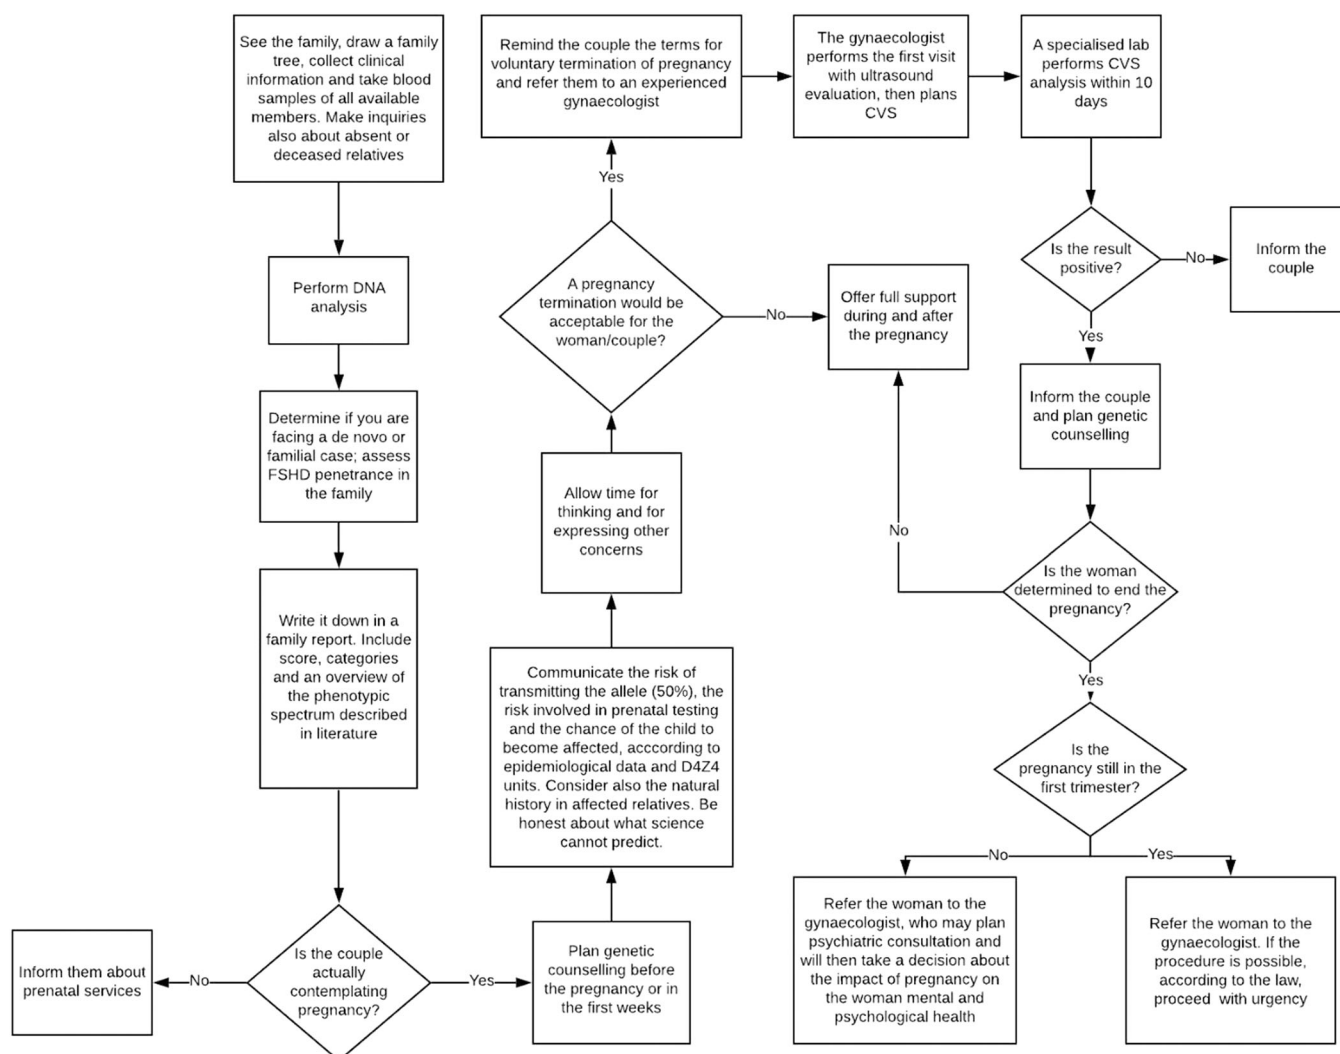 See the family, draw a family
tree, collect clinical
information and take blood
samples of all available
members. Make inquiries
also about absent or
deceased relatives
Perform DNA
analysis
Determine if you are
facing a de novo or
familial case; assess
FSHD penetrance in
the family
Write it down in a
family report. Include
score, categories
and an overview of
the phenotypic
spectrum described
in literature
Is the couple
actually
contemplating
pregnancy?
No
Inform them about
prenatal services
Yes
Plan genetic
counselling before
the pregnancy or in
the first weeks
Communicate the risk of
transmitting the allele (50%), the
risk involved in prenatal testing
and the chance of the child to
become affected, acccording to
epidemiological data and D4Z4
units. Consider also the natural
history in affected relatives. Be
honest about what science
cannot predict.
Allow time for
thinking and for
expressing other
concerns
A pregnancy
termination would be
acceptable for the
woman/couple?
No
Offer full support
during and after
the pregnancy
Yes
Remind the couple the terms for
voluntary termination of pregnancy
and refer them to an experienced
gynaecologist
The gynaecologist
performs the first visit
with ultrasound
evaluation, then plans
CVS
A specialised lab
performs CVS
analysis within 10
days
Is the result
positive?
No
Inform the
couple
Yes
Inform the couple
and plan genetic
counselling
Is the woman
determined to end the
pregnancy?
No
Yes
Is the
pregnancy still in the
first trimester?
No
Refer the woman to the
gynaecologist, who may plan
psychiatric consultation and
will then take a decision about
the impact of pregnancy on
the woman mental and
psychological health
Yes
Refer the woman to the
gynaecologist. If the
procedure is possible,
according to the law,
proceed with urgency